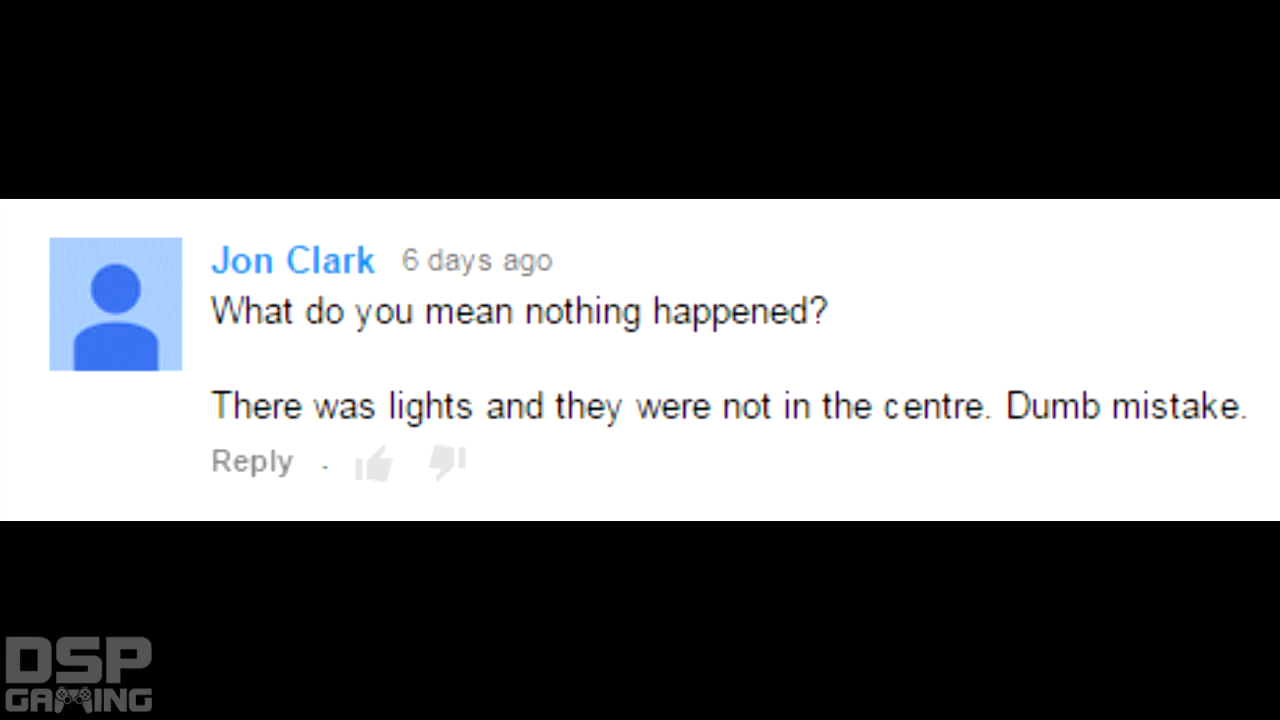 Jon Clark 6 days ago
What do you mean nothing happened?
There was lights and they were not in the centre. Dumb mistake.
Reply .
DSP
GAMING